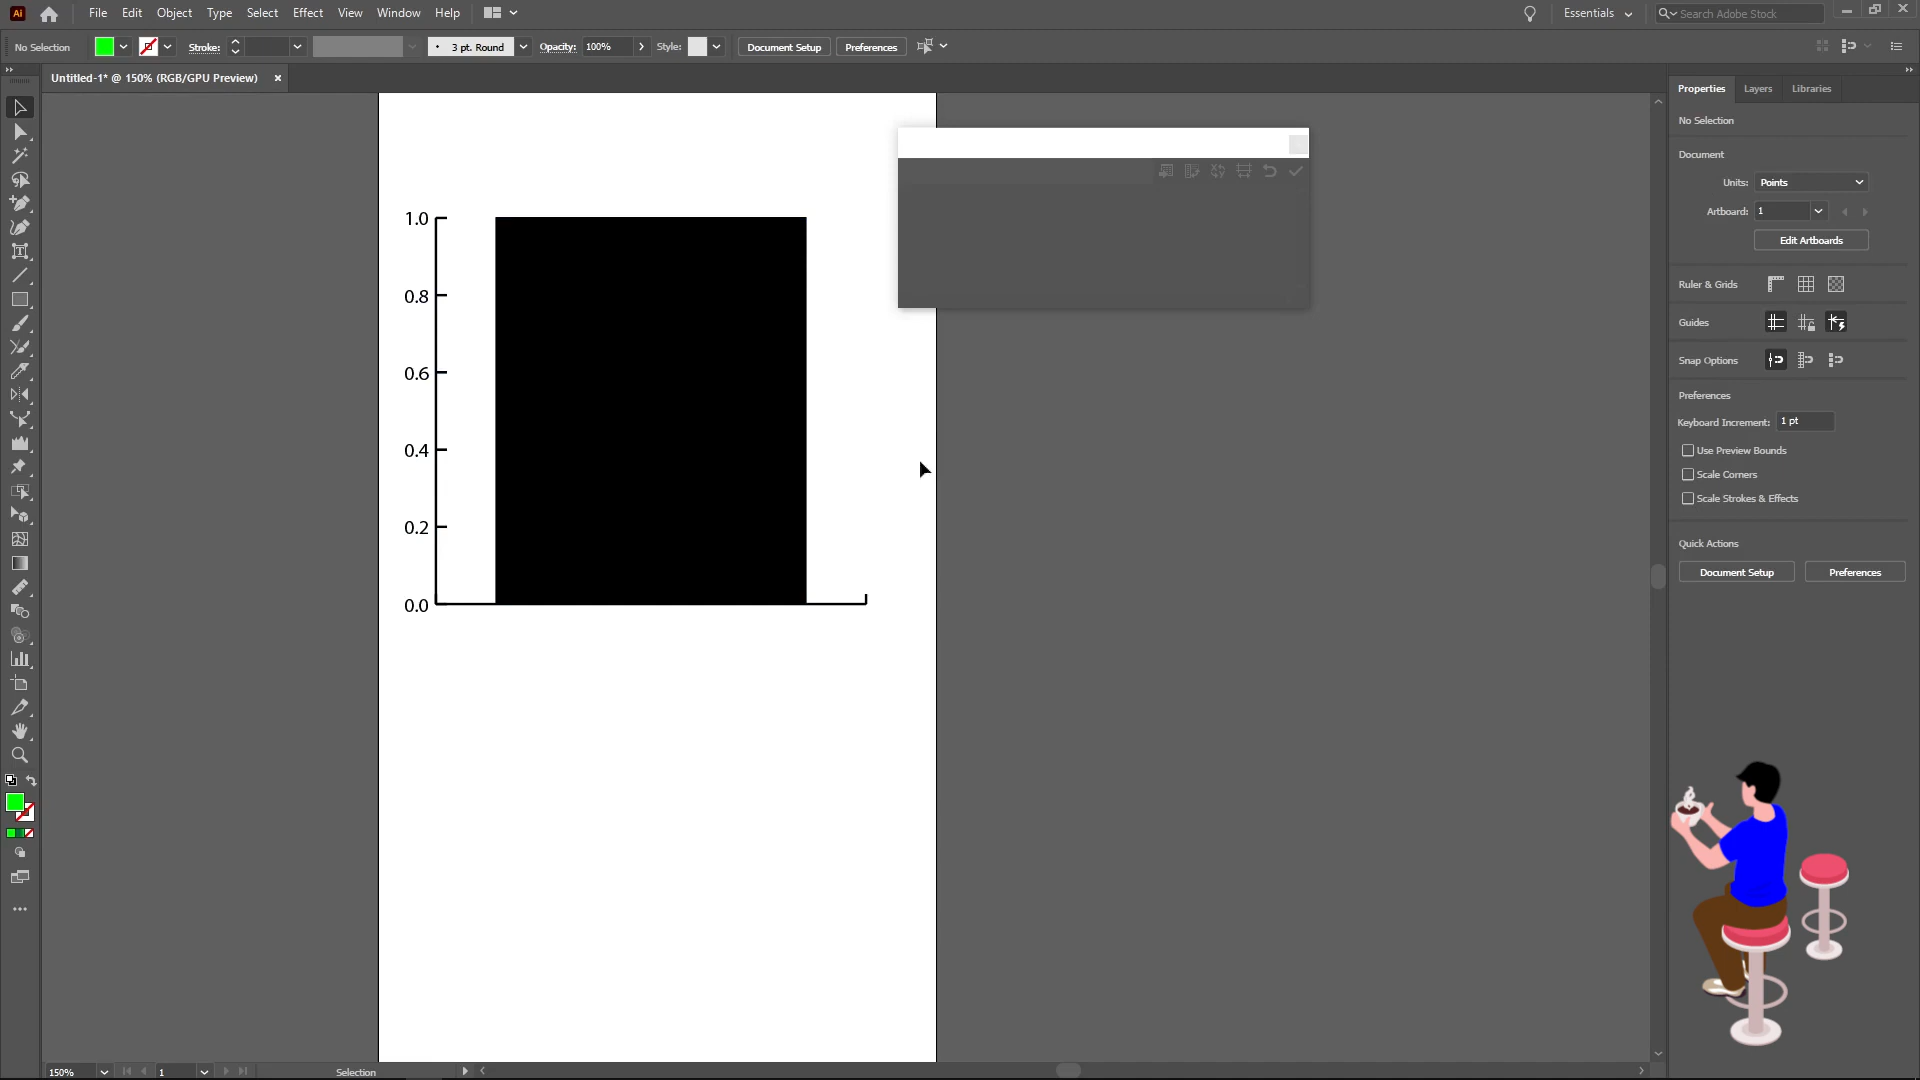 Ai File Edit Object Type Select Effect View Window Help Essentials Search Adobe Stock
No Selection Stroke: 3 pt. Round Opacity: 100% Style: Document Setup Preferences
Untitled-1* @ 150% (RGB/GPU Preview) ×
Properties Layers Libraries
No Selection
Document
Units: Points
Artboard: 1
Edit Artboards
Ruler & Grids
Guides
Snap Options
Preferences
Keyboard Increment: 1 pt
Use Preview Bounds
Scale Corners
Scale Strokes & Effects
Quick Actions
Document Setup Preferences
1.0
0.8
0.6
0.4
0.2
0.0
150% 1 Selection